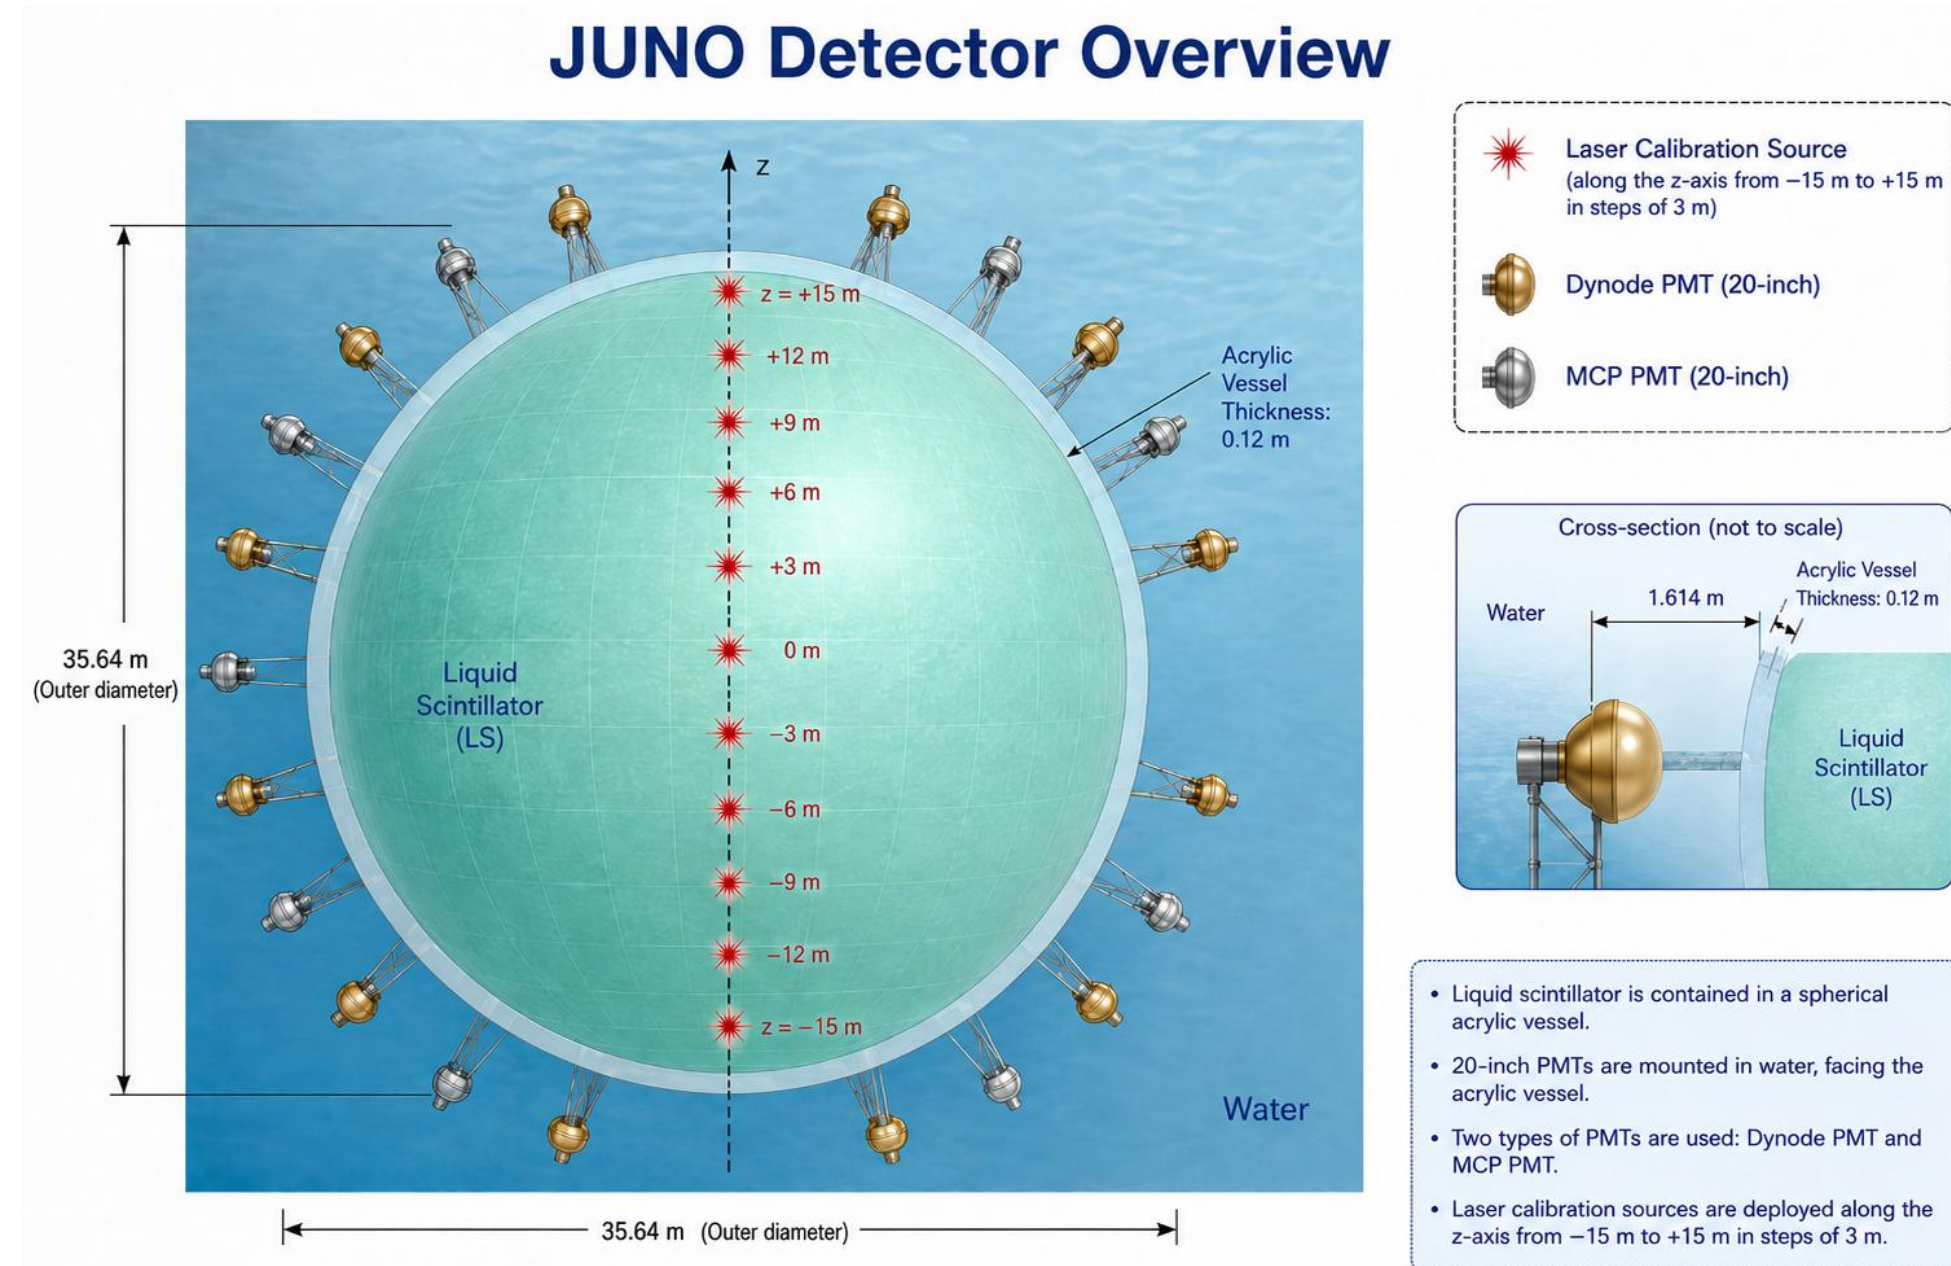 JUNO Detector Overview
z
z = +15 m
+12 m
+9 m
+6 m
+3 m
0 m
−3 m
−6 m
−9 m
−12 m
z = −15 m
Acrylic
Vessel
Thickness:
0.12 m
35.64 m
(Outer diameter)
Liquid
Scintillator
(LS)
Water
35.64 m (Outer diameter)
Laser Calibration Source
(along the z-axis from −15 m to +15 m
in steps of 3 m)
Dynode PMT (20-inch)
MCP PMT (20-inch)
Cross-section (not to scale)
Acrylic Vessel
Thickness: 0.12 m
1.614 m
Water
Liquid
Scintillator
(LS)
• Liquid scintillator is contained in a spherical
acrylic vessel.
• 20-inch PMTs are mounted in water, facing the
acrylic vessel.
• Two types of PMTs are used: Dynode PMT and
MCP PMT.
• Laser calibration sources are deployed along the
z-axis from −15 m to +15 m in steps of 3 m.